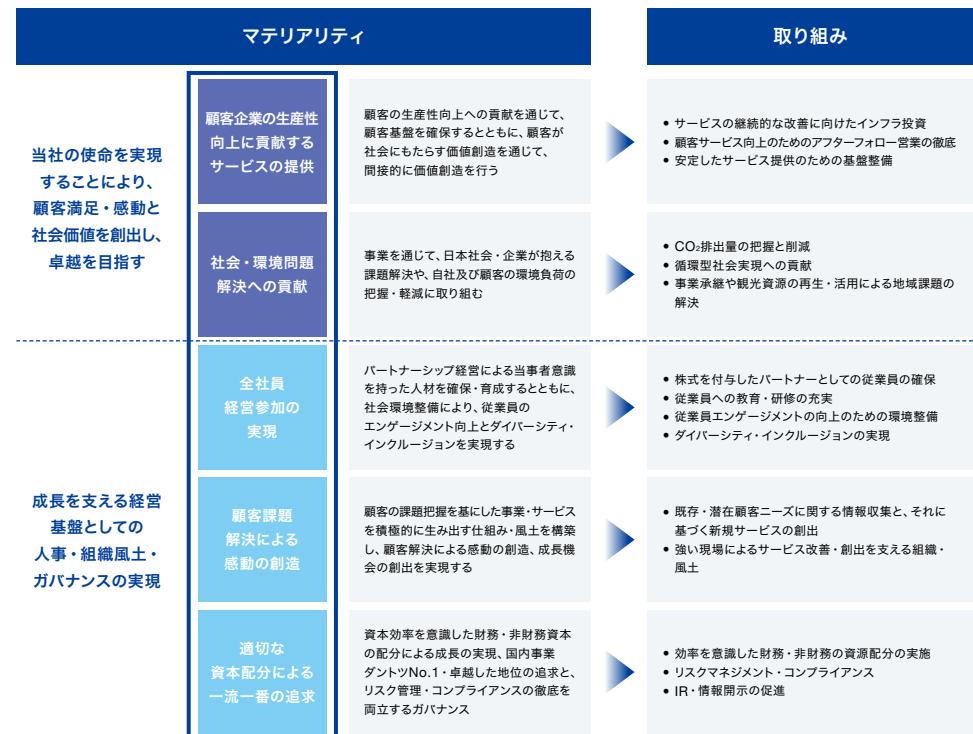 マテリアリティ
取り組み
当社の使命を実現
することにより、
顧客満足・感動と
社会価値を創出し、
卓越を目指す
顧客企業の生産性
向上に貢献する
サービスの提供
顧客の生産性向上への貢献を通じて、
顧客基盤を確保するとともに、顧客が
社会にもたらす価値創造を通じて、
間接的に価値創造を行う
• サービスの継続的な改善に向けたインフラ投資
• 顧客サービス向上のためのアフターフォロー営業の徹底
• 安定したサービス提供のための基盤整備
社会・環境問題
解決への貢献
事業を通じて、日本社会・企業が抱える
課題解決や、自社及び顧客の環境負荷の
把握・軽減に取り組む
• CO₂排出量の把握と削減
• 循環型社会実現への貢献
• 事業承継や観光資源の再生・活用による地域課題の
解決
成長を支える経営
基盤としての
人事・組織風土・
ガバナンスの実現
全社員
経営参加の
実現
パートナーシップ経営による当事者意識
を持った人材を確保・育成するとともに、
社会環境整備により、従業員の
エンゲージメント向上とダイバーシティ・
インクルージョンを実現する
• 株式を付与したパートナーとしての従業員の確保
• 従業員への教育・研修の充実
• 従業員エンゲージメントの向上のための環境整備
• ダイバーシティ・インクルージョンの実現
顧客課題
解決による
感動の創造
顧客の課題把握を基にした事業・サービス
を積極的に生み出す仕組み・風土を構築
し、顧客解決による感動の創造、成長機
会の創出を実現する
• 既存・潜在顧客ニーズに関する情報収集と、それに
基づく新規サービスの創出
• 強い現場によるサービス改善・創出を支える組織・
風土
適切な
資本配分による
一流一番の追求
資本効率を意識した財務・非財務資本
の配分による成長の実現、国内事業
ダントツNo.1・卓越した地位の追求と、
リスク管理・コンプライアンスの徹底を
両立するガバナンス
• 効率を意識した財務・非財務の資源配分の実施
• リスクマネジメント・コンプライアンス
• IR・情報開示の促進